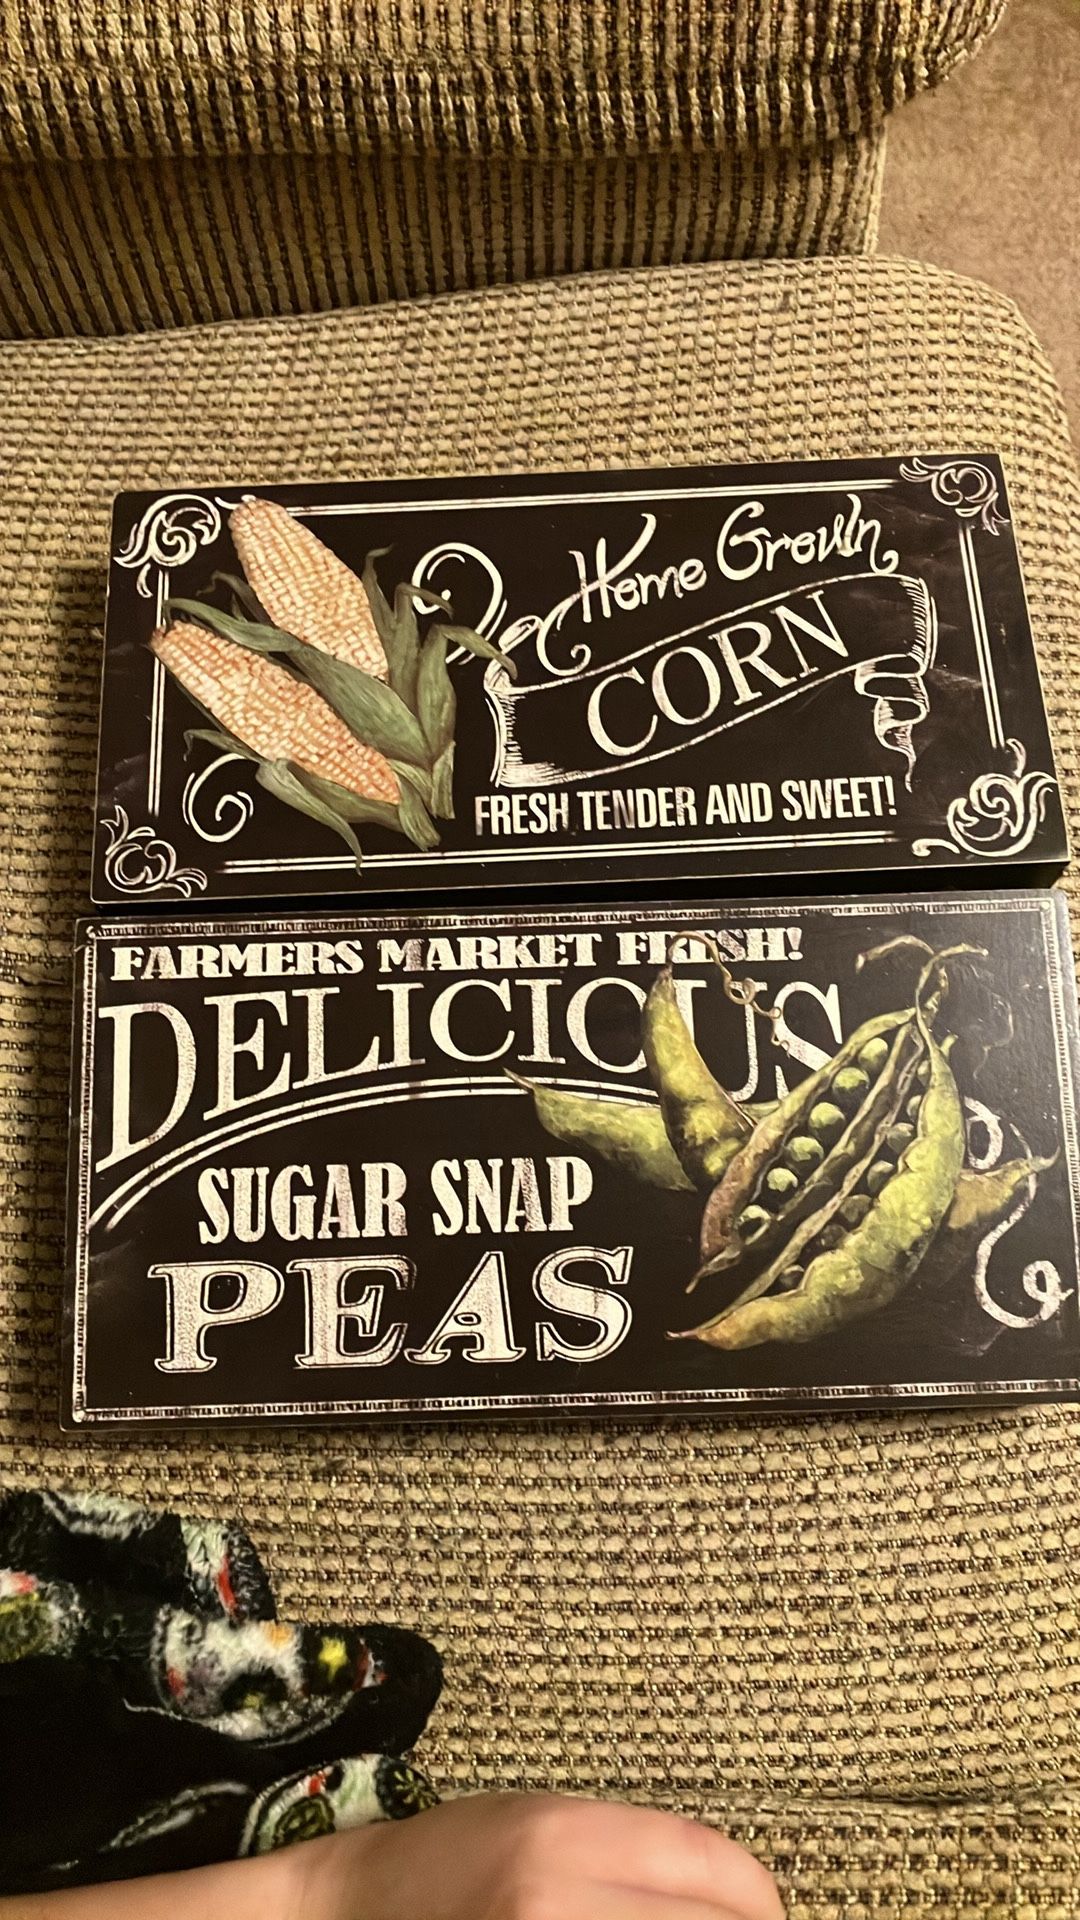 Home Grown
CORN
FRESH TENDER AND SWEET!
FARMERS MARKET FRESH!
DELICIOUS
SUGAR SNAP
PEAS